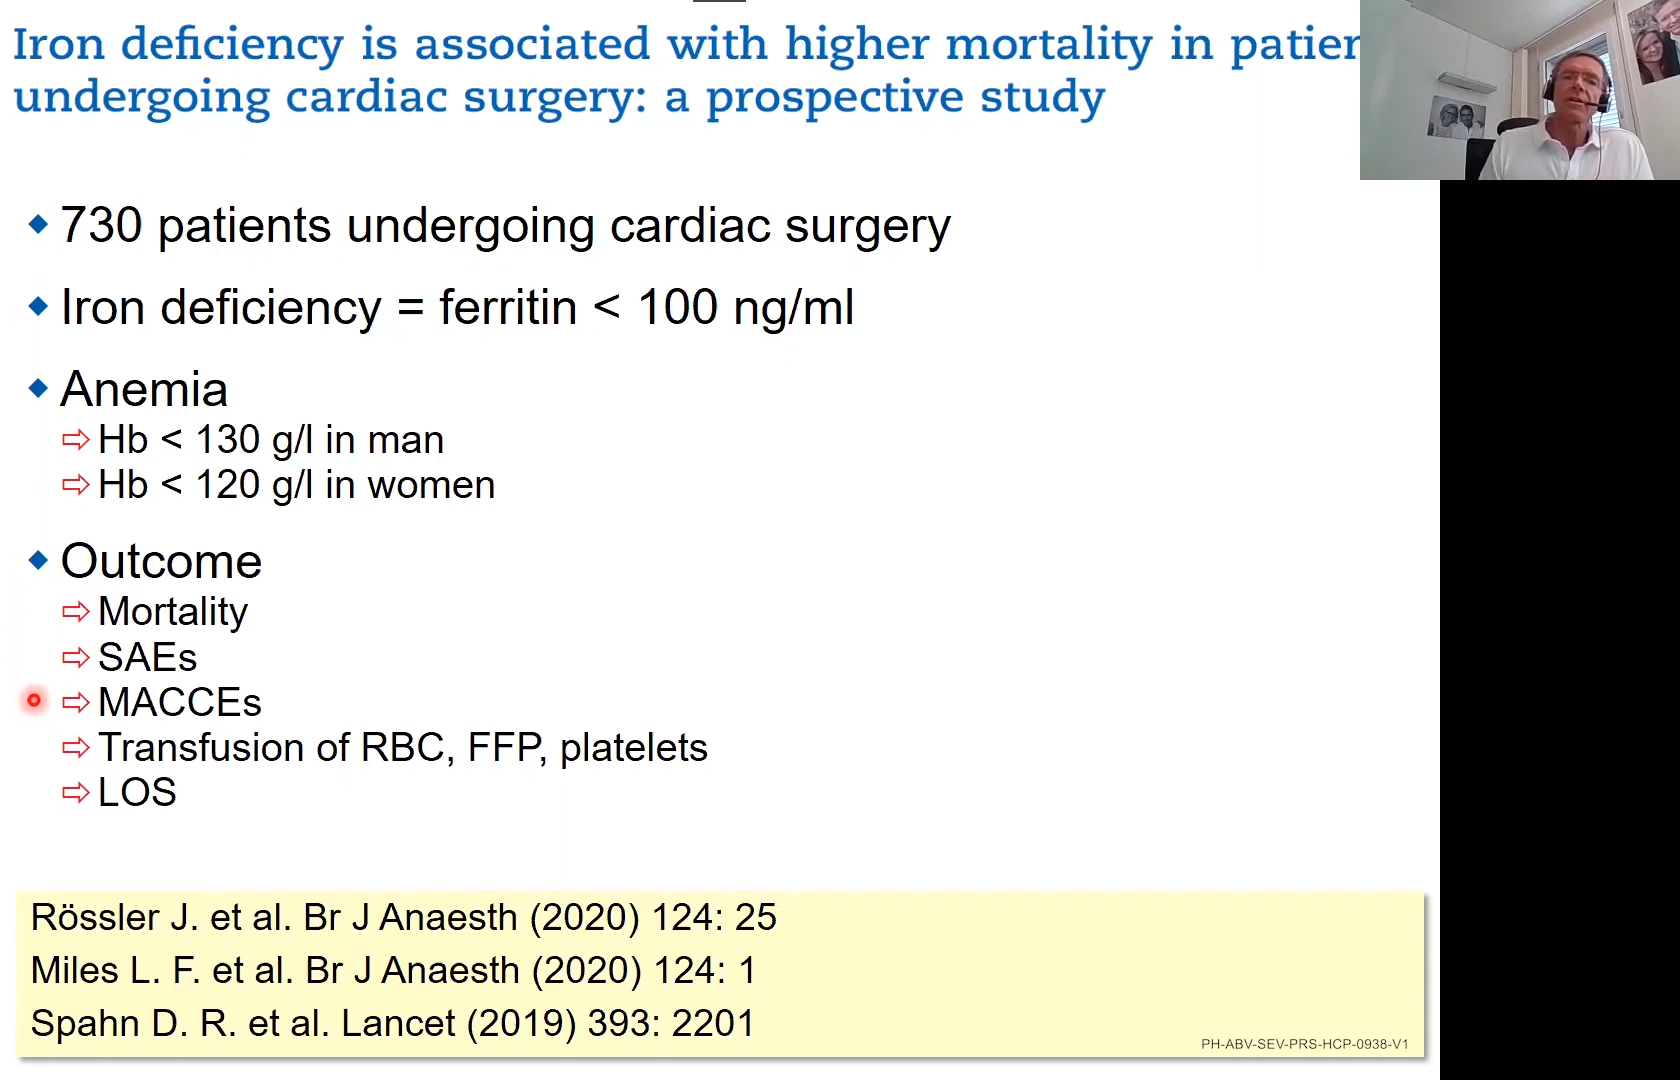 Iron deficiency is associated with higher mortality in patier
undergoing cardiac surgery: a prospective study
730 patients undergoing cardiac surgery
Iron deficiency = ferritin < 100 ng/ml
Anemia
Hb < 130 g/l in man
Hb < 120 g/l in women
Outcome
Mortality
SAEs
MACCEs
Transfusion of RBC, FFP, platelets
LOS
Rössler J. et al. Br J Anaesth (2020) 124: 25
Miles L. F. et al. Br J Anaesth (2020) 124: 1
Spahn D. R. et al. Lancet (2019) 393: 2201
PH-ABV-SEV-PRS-HCP-0938-V1